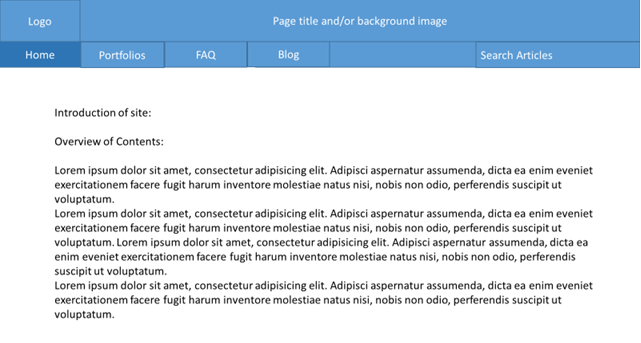 Logo
Page title and/or background image
Home
Portfolios
FAQ
Blog
Search Articles
Introduction of site:
Overview of Contents:
Lorem ipsum dolor sit amet, consectetur adipisicing elit. Adipisci aspernatur assumenda, dicta ea enim eveniet
exercitationem facere fugit harum inventore molestiae natus nisi, nobis non odio, perferendis suscipit ut
voluptatum.
Lorem ipsum dolor sit amet, consectetur adipisicing elit. Adipisci aspernatur assumenda, dicta ea enim eveniet
exercitationem facere fugit harum inventore molestiae natus nisi, nobis non odio, perferendis suscipit ut
voluptatum. Lorem ipsum dolor sit amet, consectetur adipisicing elit. Adipisci aspernatur assumenda, dicta ea
enim eveniet exercitationem facere fugit harum inventore molestiae natus nisi, nobis non odio, perferendis
suscipit ut voluptatum.
Lorem ipsum dolor sit amet, consectetur adipisicing elit. Adipisci aspernatur assumenda, dicta ea enim eveniet
exercitationem facere fugit harum inventore molestiae natus nisi, nobis non odio, perferendis suscipit ut
voluptatum.